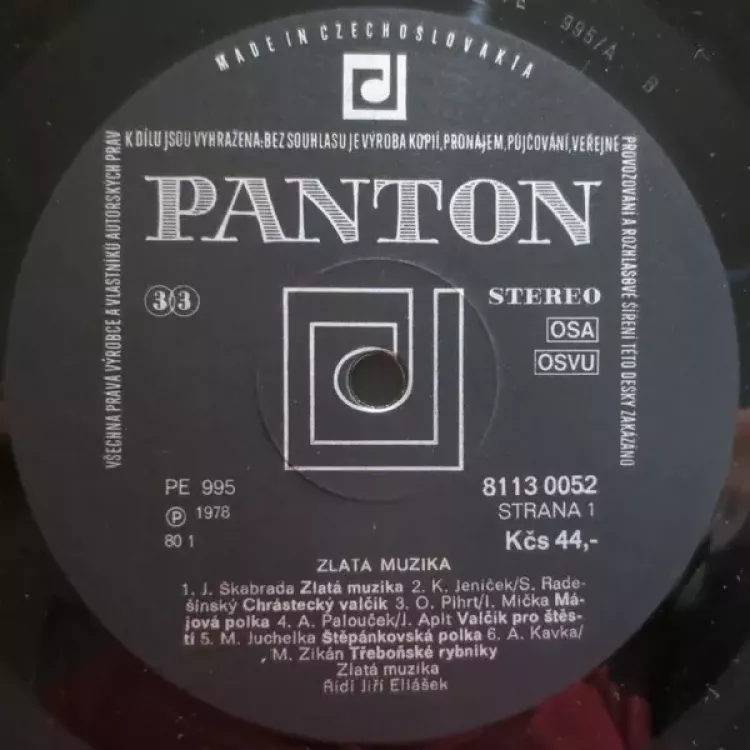 PE 995/A B
MADE IN CZECHOSLOVAKIA
VŠECHNA PRÁVA VÝROBCE A VLASTNÍKŮ AUTORSKÝCH PRÁV
K DÍLU JSOU VYHRAŽENA. BEZ SOUHLASU JE VÝROBA KOPIÍ, PRONÁJEM, PŮJČOVÁNÍ, VEŘEJNÉ
PROVOZOVÁNÍ A ROZHLASOVÉ ŠÍŘENÍ TÉTO DESKY ZAKÁZÁNO
PANTON
33
STEREO
OSA
OSVU
PE 995
℗ 1978
80 1
8113 0052
STRANA 1
Kčs 44,-
ZLATÁ MUZIKA
1. J. Škabrada Zlatá muzika 2. K. Jeníček/S. Rade-
šínský Chrástecký valčík 3. O. Pihrt/I. Mička Má-
jová polka 4. A. Palouček/J. Apit Valčík pro štěs-
tí 5. M. Juchelka Štěpánkovská polka 6. A. Kavka/
M. Zikán Třeboňské rybníky
Zlatá muzika
Řídí Jiří Eliášek